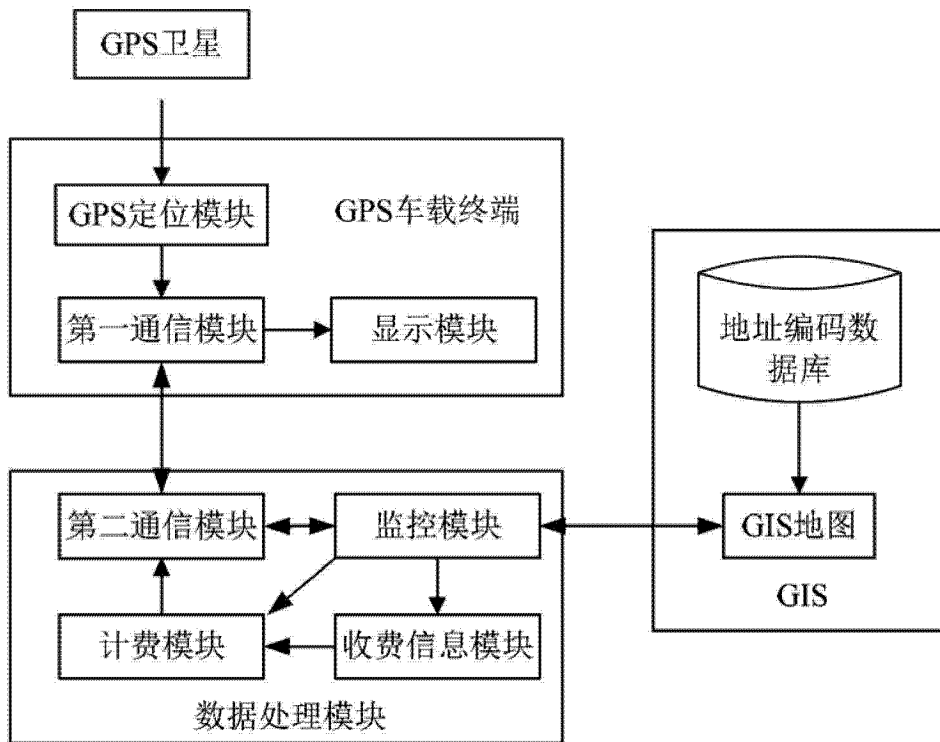 GPS卫星
GPS定位模块
GPS车载终端
第一通信模块
显示模块
地址编码数
据库
第二通信模块
监控模块
GIS地图
GIS
计费模块
收费信息模块
数据处理模块